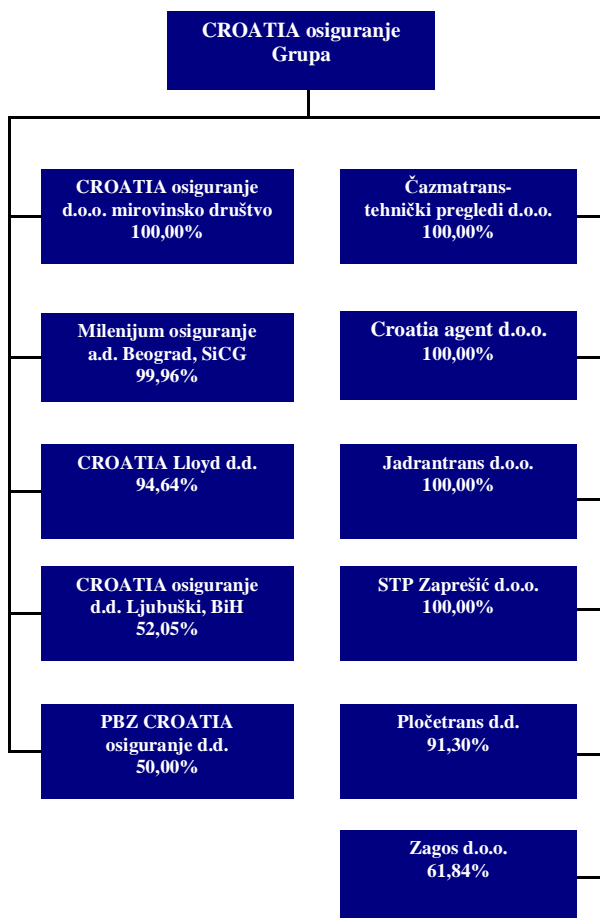 CROATIA osiguranje
Grupa
CROATIA osiguranje
d.o.o. mirovinsko društvo
100,00%
Milenijum osiguranje
a.d. Beograd, SiCG
99,96%
CROATIA Lloyd d.d.
94,64%
CROATIA osiguranje
d.d. Ljubuški, BiH
52,05%
PBZ CROATIA
osiguranje d.d.
50,00%
Čazmatrans-
tehnički pregledi d.o.o.
100,00%
Croatia agent d.o.o.
100,00%
Jadrantrans d.o.o.
100,00%
STP Zaprešić d.o.o.
100,00%
Pločetrans d.d.
91,30%
Zagos d.o.o.
61,84%